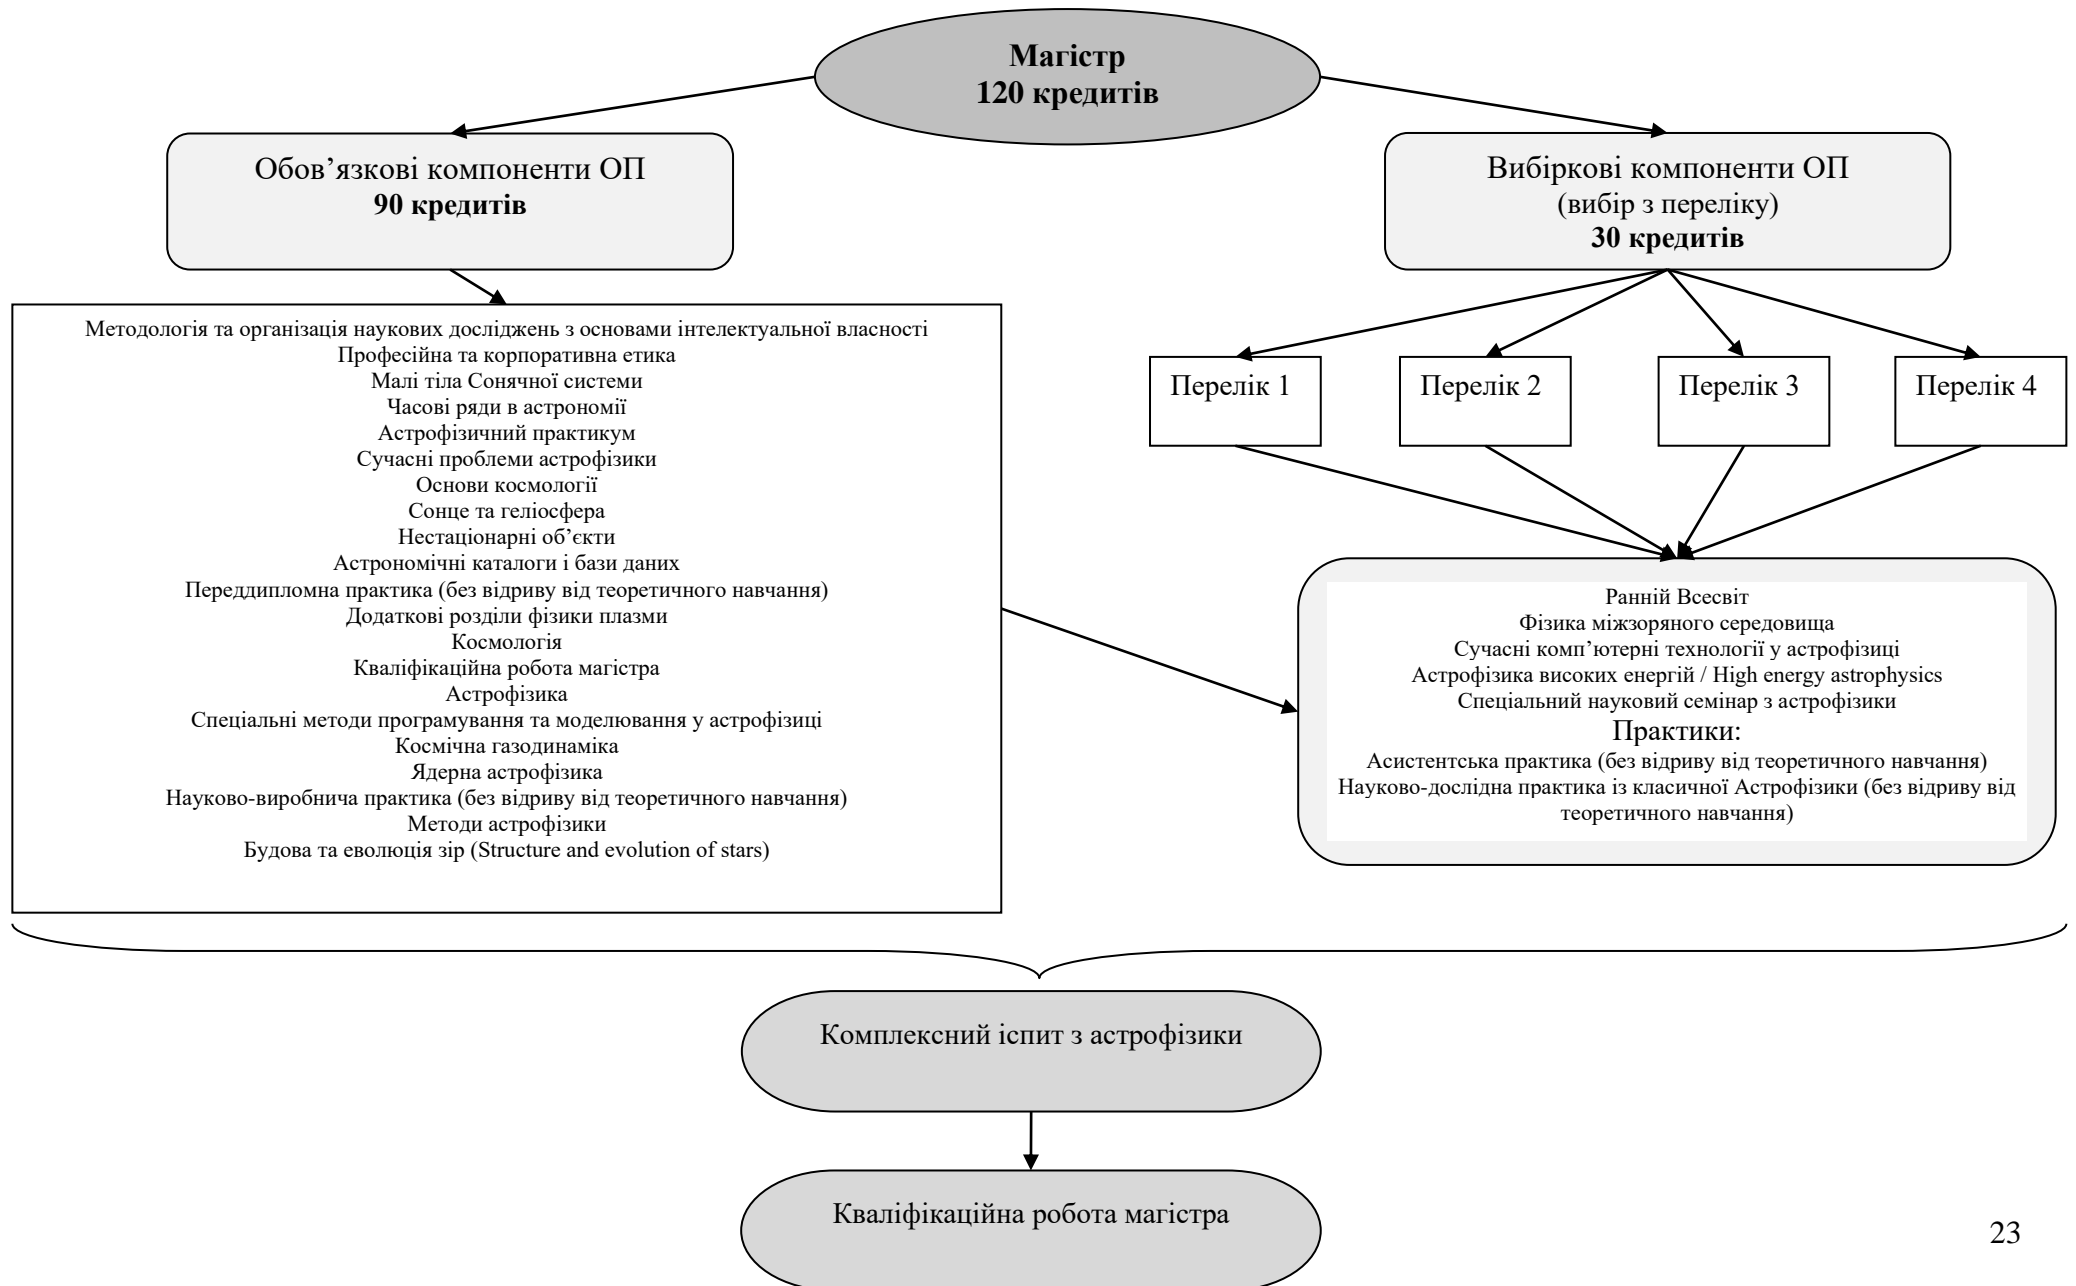 Магістр
120 кредитів
Обов’язкові компоненти ОП
90 кредитів
Вибіркові компоненти ОП
(вибір з переліку)
30 кредитів
Методологія та організація наукових досліджень з основами інтелектуальної власності
Професійна та корпоративна етика
Малі тіла Сонячної системи
Часові ряди в астрономії
Астрофізичний практикум
Сучасні проблеми астрофізики
Основи космології
Сонце та геліосфера
Нестаціонарні об’єкти
Астрономічні каталоги і бази даних
Переддипломна практика (без відриву від теоретичного навчання)
Додаткові розділи фізики плазми
Космологія
Кваліфікаційна робота магістра
Астрофізика
Спеціальні методи програмування та моделювання у астрофізиці
Космічна газодинаміка
Ядерна астрофізика
Науково-виробнича практика (без відриву від теоретичного навчання)
Методи астрофізики
Будова та еволюція зір (Structure and evolution of stars)
Перелік 1
Перелік 2
Перелік 3
Перелік 4
Ранній Всесвіт
Фізика міжзоряного середовища
Сучасні комп’ютерні технології у астрофізиці
Астрофізика високих енергій / High energy astrophysics
Спеціальний науковий семінар з астрофізики
Практики:
Асистентська практика (без відриву від теоретичного навчання)
Науково-дослідна практика із класичної Астрофізики (без відриву від
теоретичного навчання)
Комплексний іспит з астрофізики
Кваліфікаційна робота магістра
23